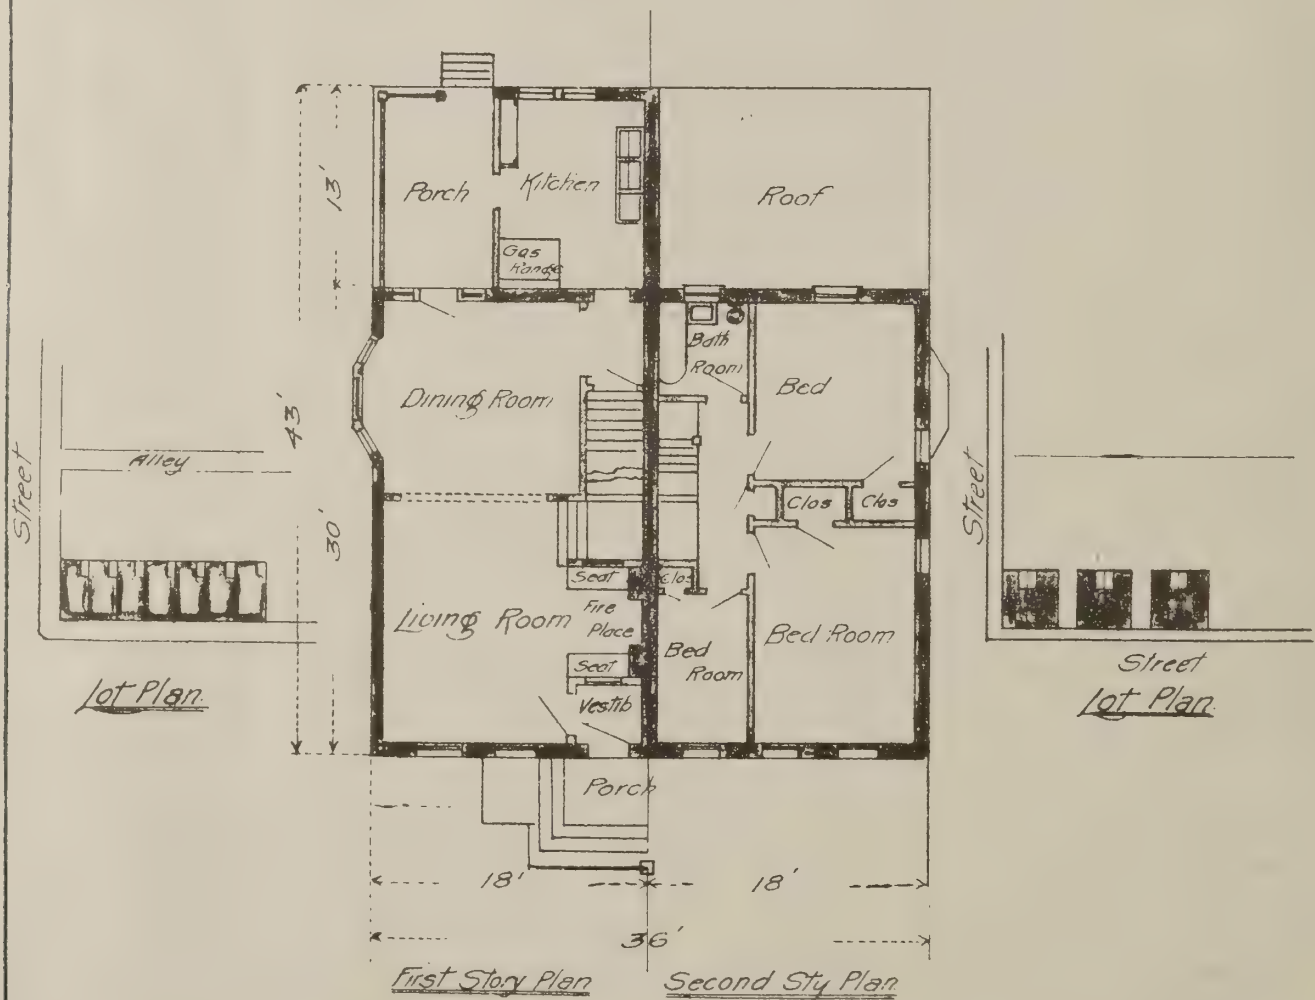 Porch
Kitchen
Roof
13'
Gas
Range
Bath
Room
Bed
Dining Room
43'
Alley
Street
Street
Clos
Clos
30'
Seat
Clos
Fire
Place
Living Room
Bed
Room
Bed Room
Seat
Vestib
Lot Plan.
Street
Lot Plan.
Porch
18'
18'
36'
First Story Plan
Second Sty Plan.